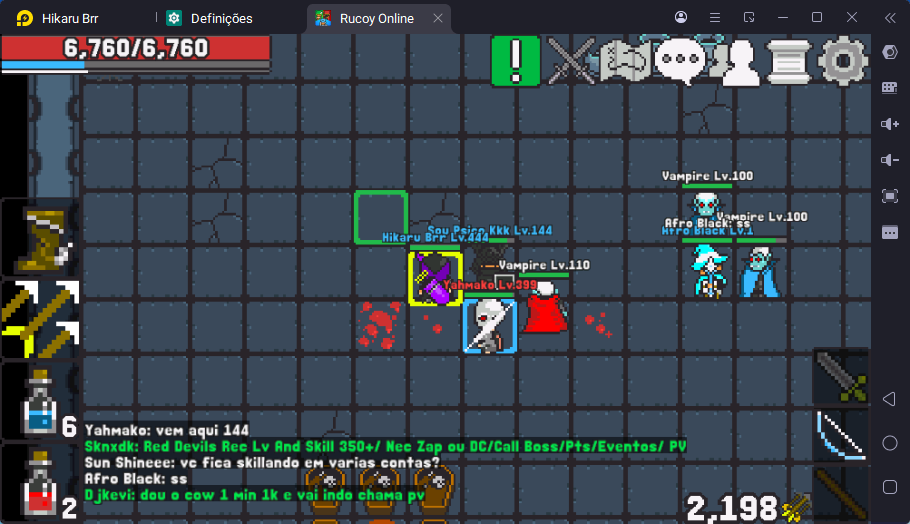 Hikaru Brr
Definições
Rucoy Online
6,760/6,760
Vampire Lv.100
Vampire Lv.100
Afro Black: ss
Afro Black Lv.1
Sou Psico Kkk Lv.144
Hikaru Brr Lv.444
Vampire Lv.110
Yahmako Lv.399
6
Yahmako: vem aqui 144
Sknxdk: Red Devils Rec Lv And Skill 350+/ Nec Zap ou DC/Call Boss/Pts/Eventos/ PV
Sun Shineee: vc fica skillando em varias contas?
Afro Black: ss
Djkevi: dou o cow 1 min 1k e vai indo chama pv
2
2,198